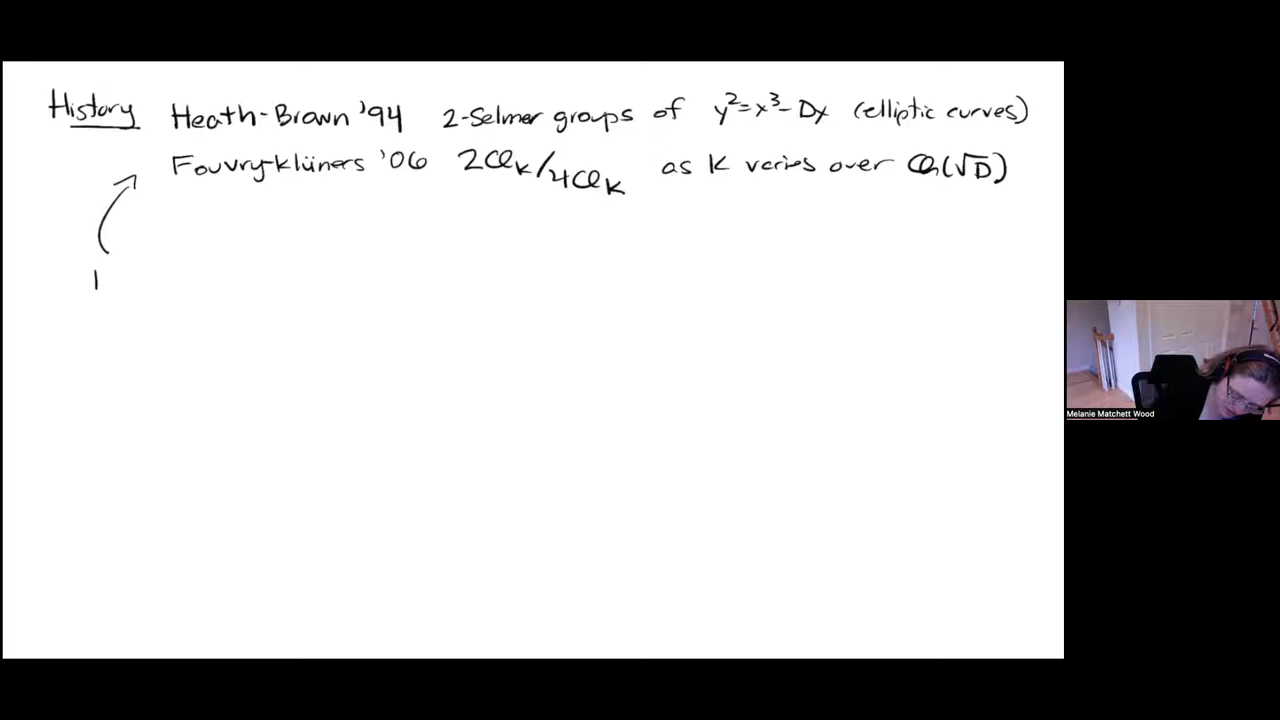 History Heath-Brown '94 2-Selmer groups of y²=x³-Dx (elliptic curves)
Fouvry-Klüners '06 2Cl_K/4Cl_K as K varies over Q(√D)
Melanie Matchett Wood